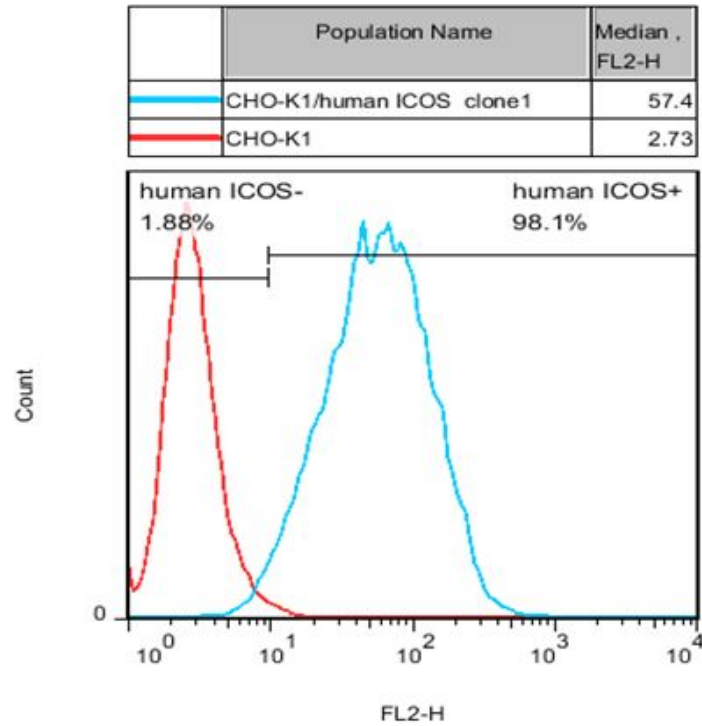 Population Name
Median ,
FL2-H
CHO-K1/human ICOS clone1
57.4
CHO-K1
2.73
human ICOS-
1.88%
human ICOS+
98.1%
Count
0
10^0
10^1
10^2
10^3
10^4
FL2-H